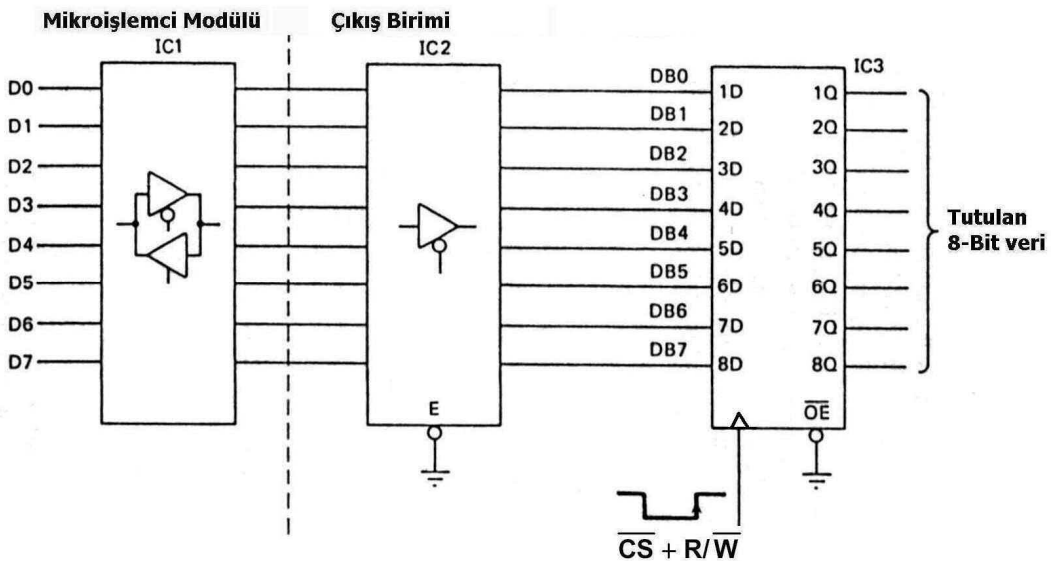 Mikroişlemci Modülü
Çıkış Birimi
IC1
IC2
IC3
D0
D1
D2
D3
D4
D5
D6
D7
DB0
DB1
DB2
DB3
DB4
DB5
DB6
DB7
1D
2D
3D
4D
5D
6D
7D
8D
1Q
2Q
3Q
4Q
5Q
6Q
7Q
8Q
Tutulan
8-Bit veri
E
O̅E̅
C̅S̅ + R/W̅